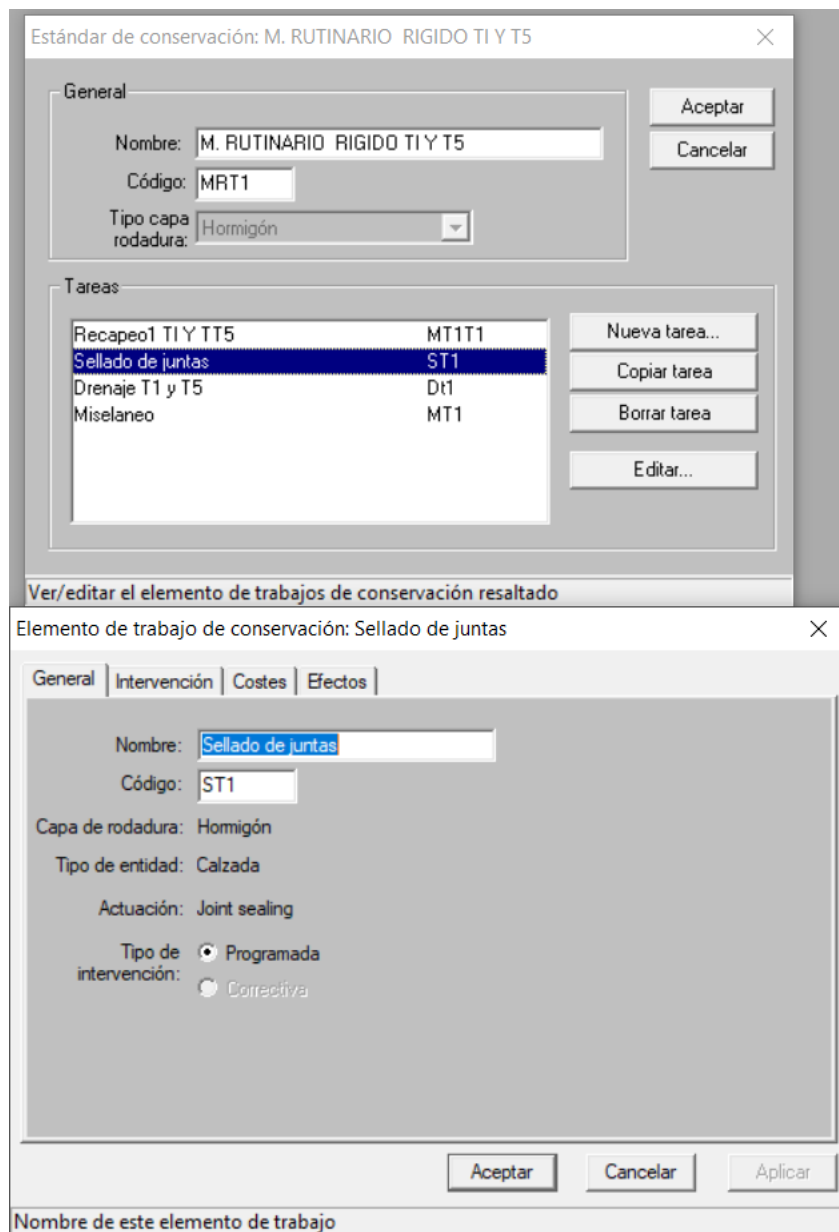 Estándar de conservación: M. RUTINARIO  RIGIDO TI Y T5
General
Nombre: M. RUTINARIO  RIGIDO TI Y T5
Código: MRT1
Tipo capa rodadura: Hormigón
Aceptar
Cancelar
Tareas
Recapeo1 TI Y TT5 MT1T1
Sellado de juntas ST1
Drenaje T1 y T5 Dt1
Miselaneo MT1
Nueva tarea...
Copiar tarea
Borrar tarea
Editar...
Ver/editar el elemento de trabajos de conservación resaltado
Elemento de trabajo de conservación: Sellado de juntas
General Intervención Costes Efectos
Nombre: Sellado de juntas
Código: ST1
Capa de rodadura: Hormigón
Tipo de entidad: Calzada
Actuación: Joint sealing
Tipo de intervención: Programada
Correctiva
Aceptar Cancelar Aplicar
Nombre de este elemento de trabajo